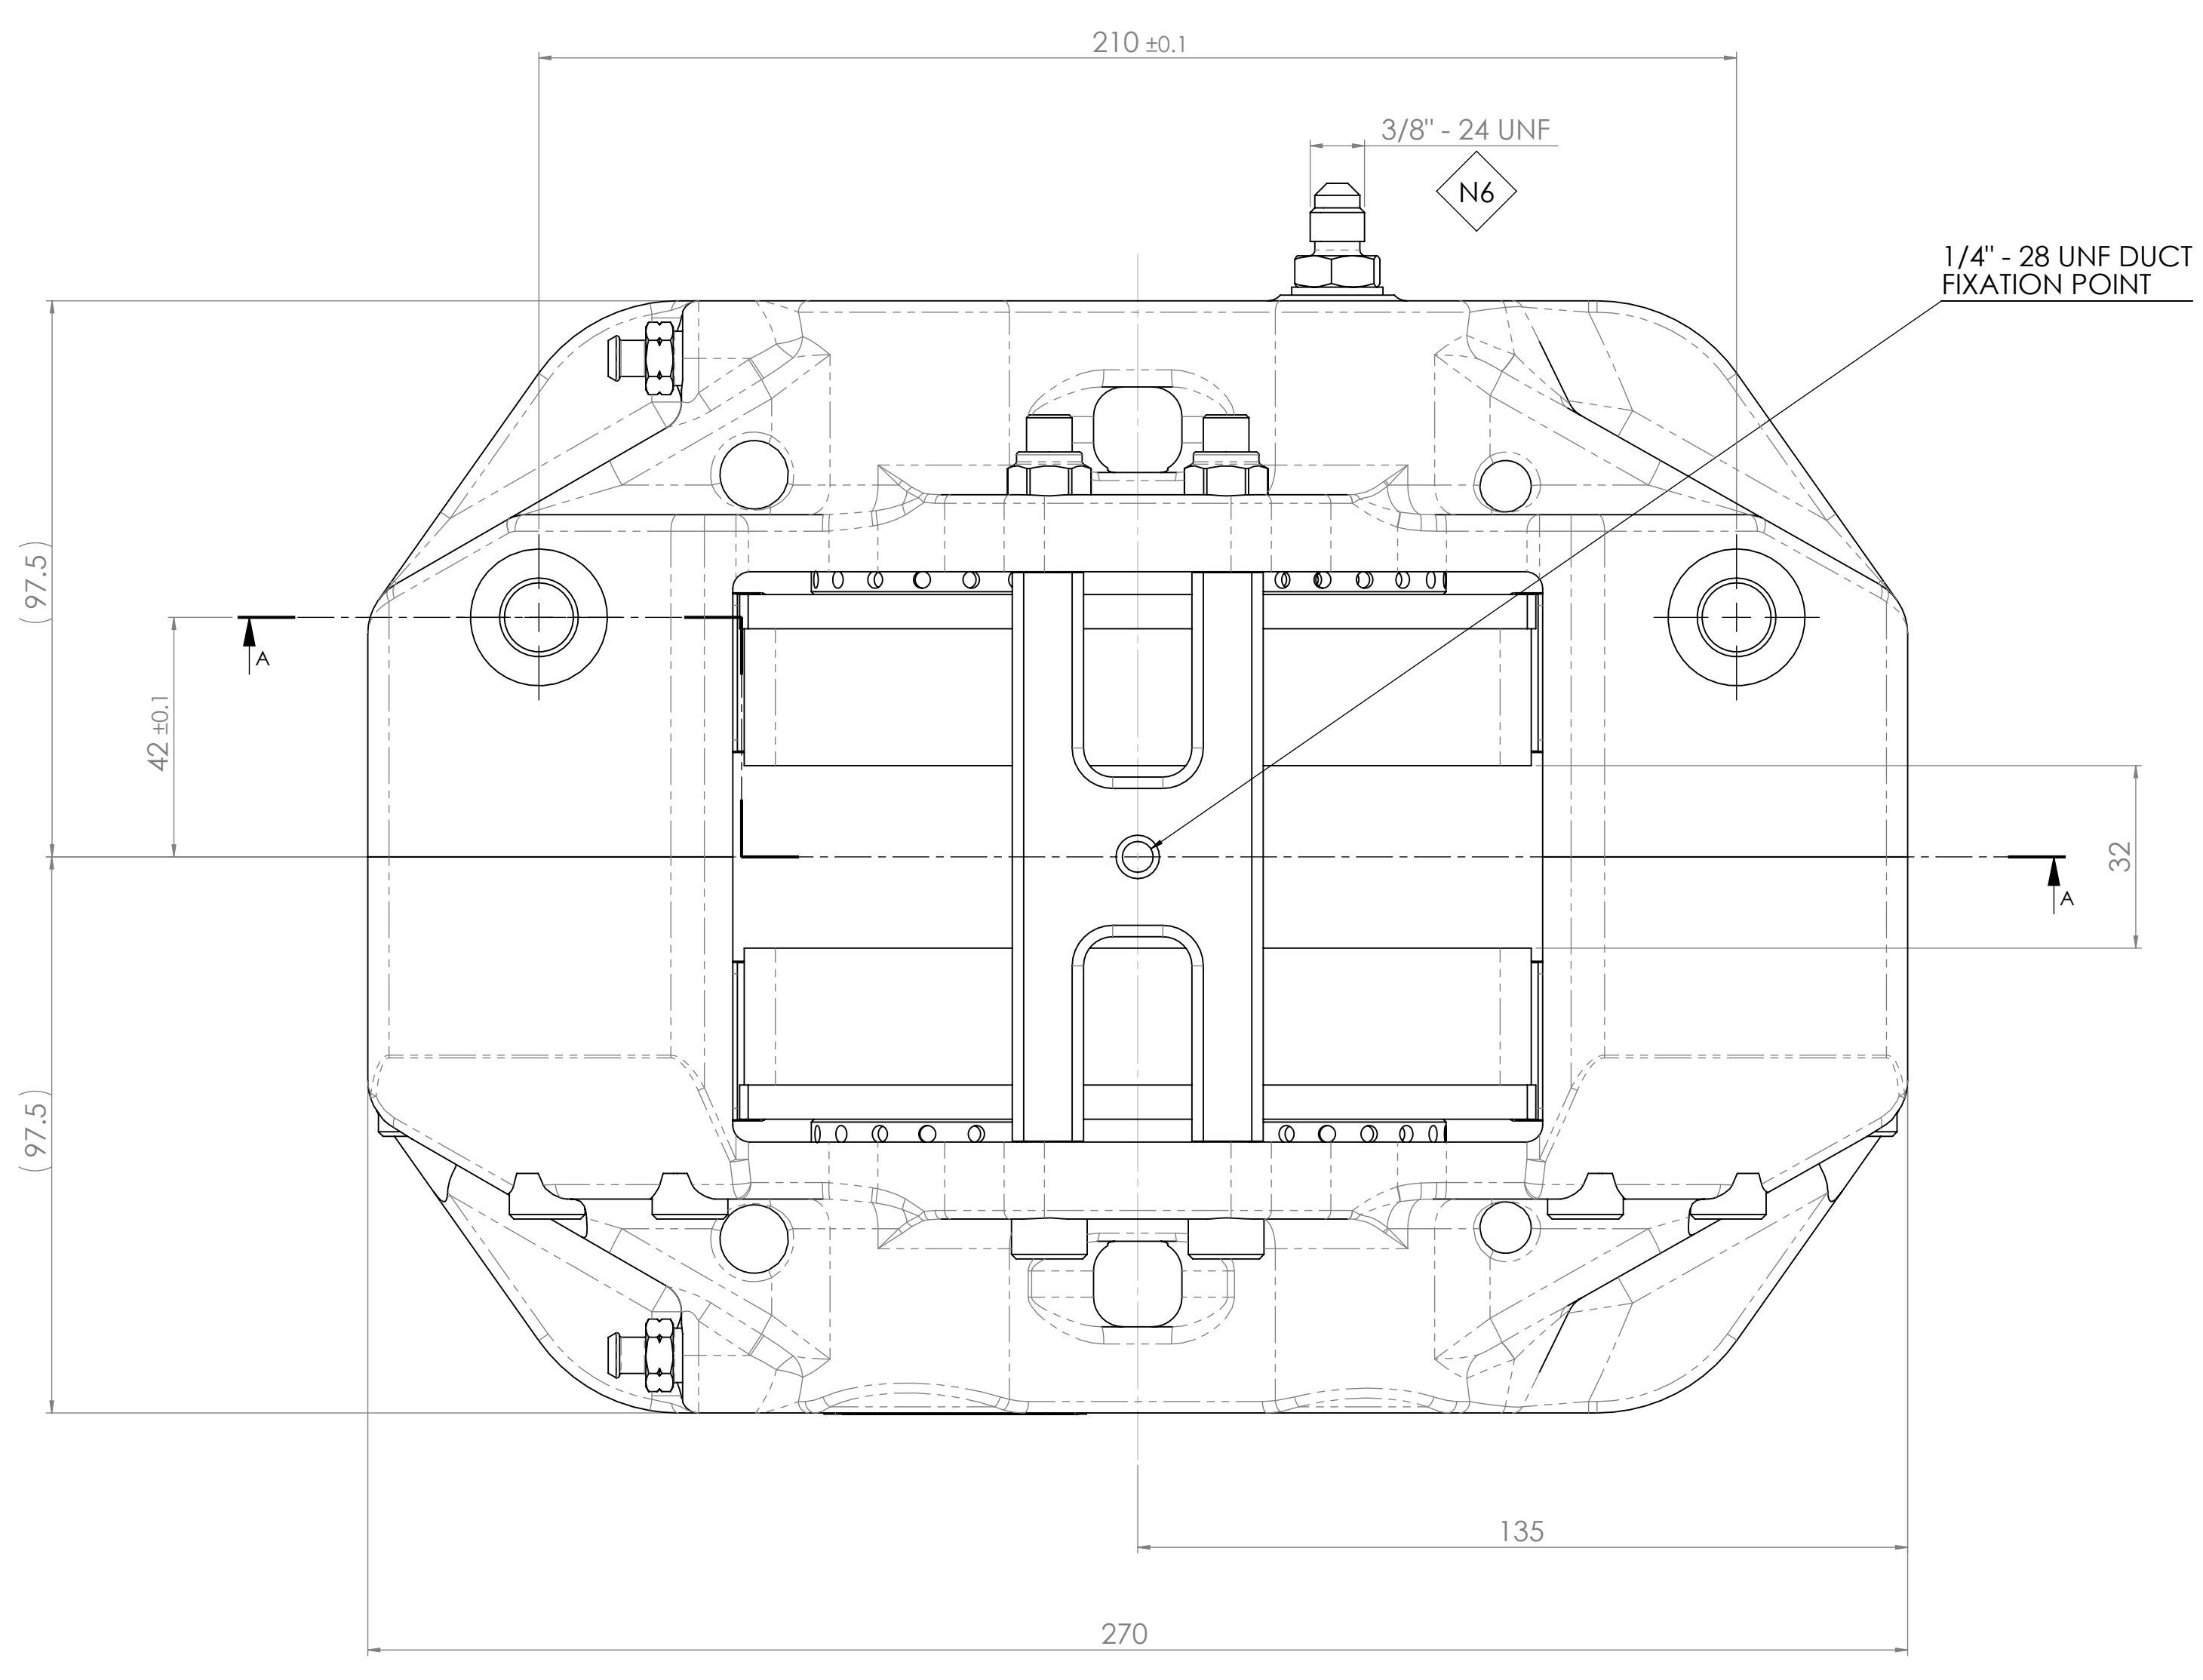 210 ±0.1
3/8" - 24 UNF
N6
1/4" - 28 UNF DUCT
FIXATION POINT
(97.5)
A
42 ±0.1
32
A
(97.5)
135
270